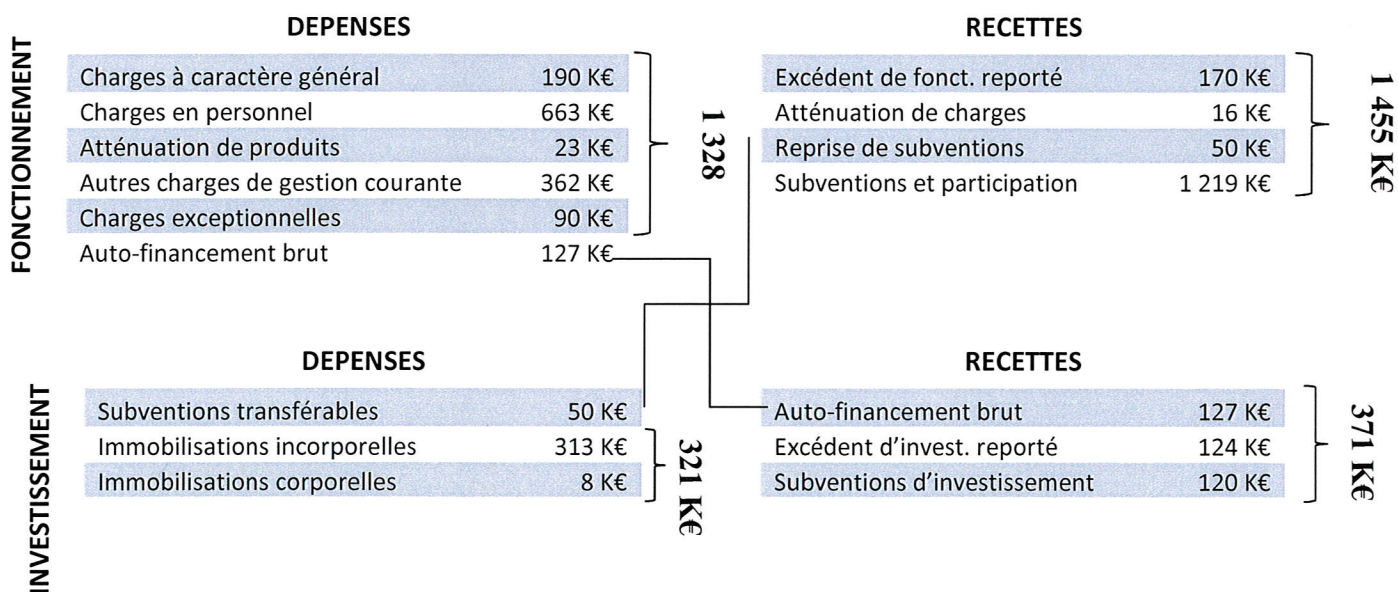 FONCTIONNEMENT
DEPENSES
Charges à caractère général 190 K€
Charges en personnel 663 K€
Atténuation de produits 23 K€
Autres charges de gestion courante 362 K€
Charges exceptionnelles 90 K€
Auto-financement brut 127 K€
1 328
RECETTES
Excédent de fonct. reporté 170 K€
Atténuation de charges 16 K€
Reprise de subventions 50 K€
Subventions et participation 1 219 K€
1 455 K€
INVESTISSEMENT
DEPENSES
Subventions transférables 50 K€
Immobilisations incorporelles 313 K€
Immobilisations corporelles 8 K€
321 K€
RECETTES
Auto-financement brut 127 K€
Excédent d'invest. reporté 124 K€
Subventions d'investissement 120 K€
371 K€